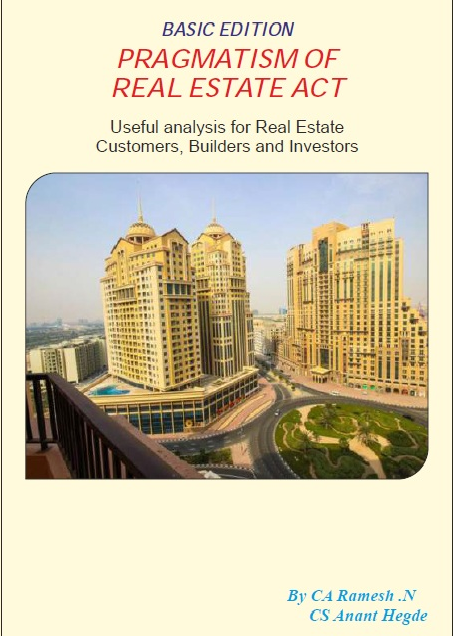 BASIC EDITION
PRAGMATISM OF
REAL ESTATE ACT
Useful analysis for Real Estate
Customers, Builders and Investors
By CA Ramesh .N
CS Anant Hegde